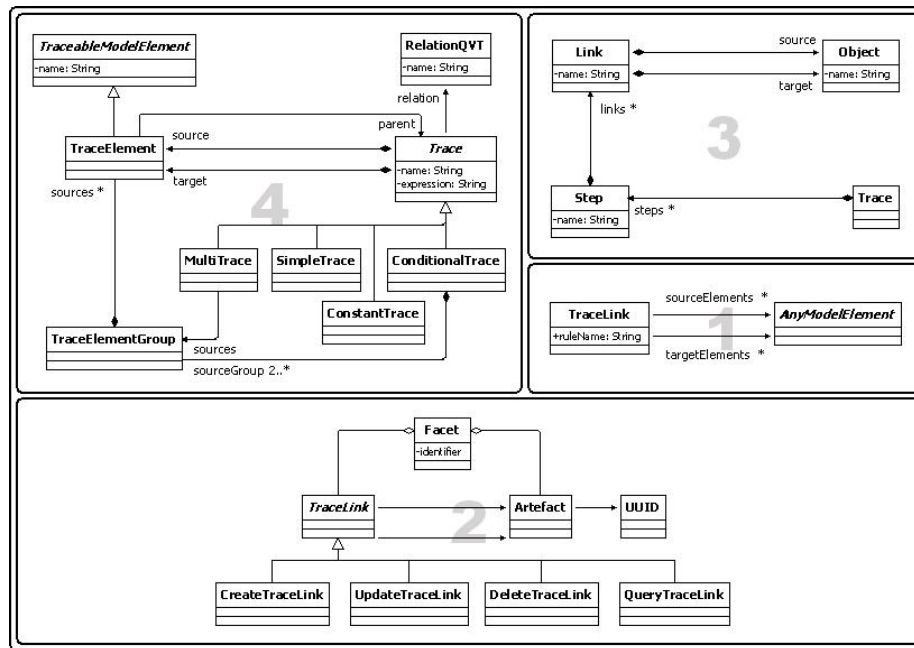 TraceableModelElement
-name: String
RelationQVT
-name: String
relation
parent
TraceElement
source
target
sources *
Trace
-name: String
-expression: String
4
MultiTrace
SimpleTrace
ConditionalTrace
ConstantTrace
TraceElementGroup
sources
sourceGroup 2..*
Link
-name: String
source
target
Object
-name: String
links *
3
Step
-name: String
steps *
Trace
TraceLink
+ruleName: String
sourceElements *
1
targetElements *
AnyModelElement
Facet
-identifier
TraceLink
2
Artefact
UUID
CreateTraceLink
UpdateTraceLink
DeleteTraceLink
QueryTraceLink